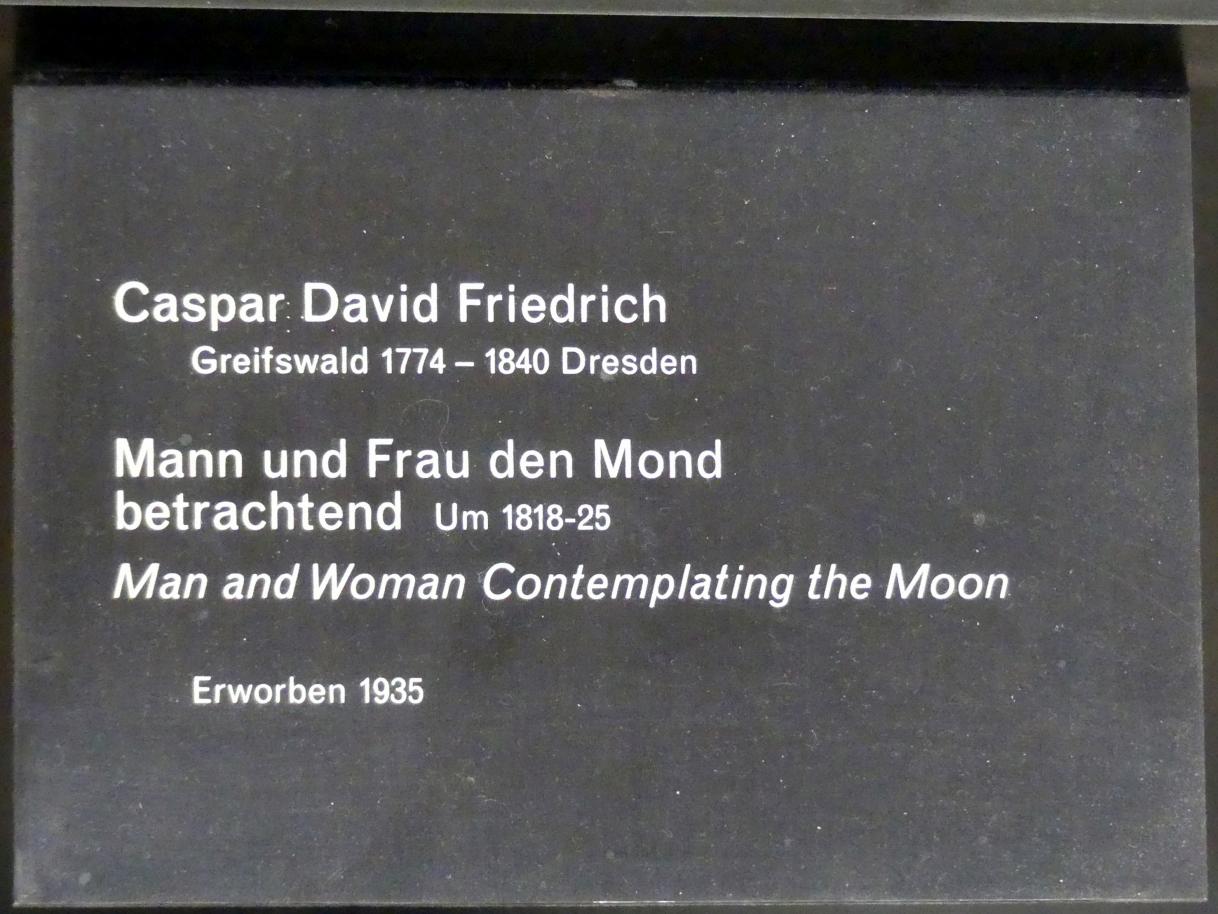 Caspar David Friedrich
Greifswald 1774 – 1840 Dresden
Mann und Frau den Mond
betrachtend Um 1818-25
Man and Woman Contemplating the Moon
Erworben 1935